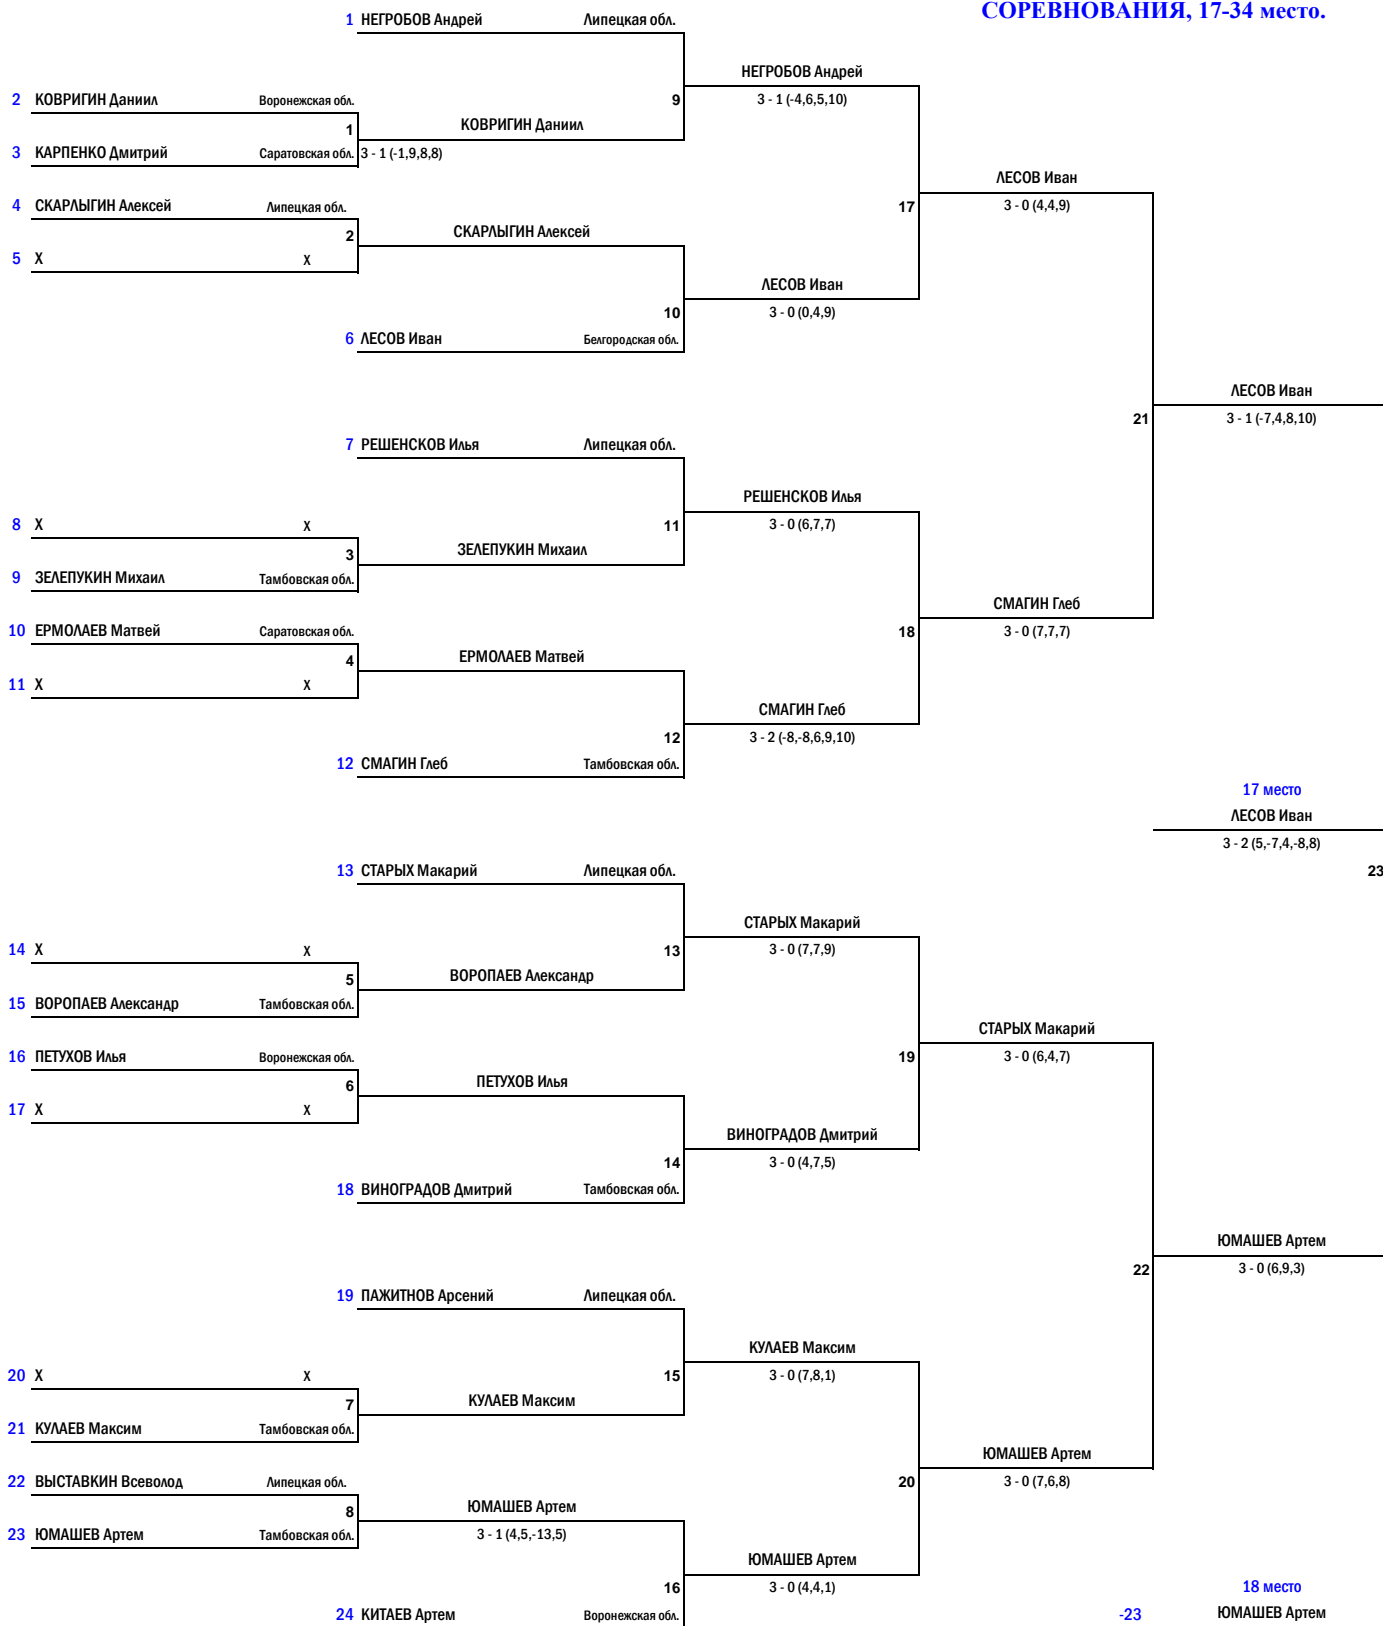 СОРЕВНОВАНИЯ, 17-34 место.
1 НЕГРОБОВ Андрей Липецкая обл.
НЕГРОБОВ Андрей
2 КОВРИГИН Даниил Воронежская обл. 9 3 - 1 (-4,6,5,10)
1 КОВРИГИН Даниил
3 КАРПЕНКО Дмитрий Саратовская обл. 3 - 1 (-1,9,8,8)
ЛЕСОВ Иван
4 СКАРЛЫГИН Алексей Липецкая обл. 17 3 - 0 (4,4,9)
2 СКАРЛЫГИН Алексей
5 X X
ЛЕСОВ Иван
10 3 - 0 (0,4,9)
6 ЛЕСОВ Иван Белгородская обл.
ЛЕСОВ Иван
21 3 - 1 (-7,4,8,10)
7 РЕШЕНСКОВ Илья Липецкая обл.
РЕШЕНСКОВ Илья
8 X X 11 3 - 0 (6,7,7)
3 ЗЕЛЕПУКИН Михаил
9 ЗЕЛЕПУКИН Михаил Тамбовская обл.
СМАГИН Глеб
10 ЕРМОЛАЕВ Матвей Саратовская обл. 18 3 - 0 (7,7,7)
4 ЕРМОЛАЕВ Матвей
11 X X
СМАГИН Глеб
12 3 - 2 (-8,-8,6,9,10)
12 СМАГИН Глеб Тамбовская обл.
17 место
ЛЕСОВ Иван
3 - 2 (5,-7,4,-8,8)
13 СТАРЫХ Макарий Липецкая обл. 23
СТАРЫХ Макарий
14 X X 13 3 - 0 (7,7,9)
5 ВОРОПАЕВ Александр
15 ВОРОПАЕВ Александр Тамбовская обл.
СТАРЫХ Макарий
16 ПЕТУХОВ Илья Воронежская обл. 19 3 - 0 (6,4,7)
6 ПЕТУХОВ Илья
17 X X
ВИНОГРАДОВ Дмитрий
14 3 - 0 (4,7,5)
18 ВИНОГРАДОВ Дмитрий Тамбовская обл.
ЮМАШЕВ Артем
22 3 - 0 (6,9,3)
19 ПАЖИТНОВ Арсений Липецкая обл.
КУЛАЕВ Максим
20 X X 15 3 - 0 (7,8,1)
7 КУЛАЕВ Максим
21 КУЛАЕВ Максим Тамбовская обл.
ЮМАШЕВ Артем
22 ВЫСТАВКИН Всеволод Липецкая обл. 20 3 - 0 (7,6,8)
8 ЮМАШЕВ Артем
23 ЮМАШЕВ Артем Тамбовская обл. 3 - 1 (4,5,-13,5)
ЮМАШЕВ Артем
16 3 - 0 (4,4,1) 18 место
24 КИТАЕВ Артем Воронежская обл. -23 ЮМАШЕВ Артем